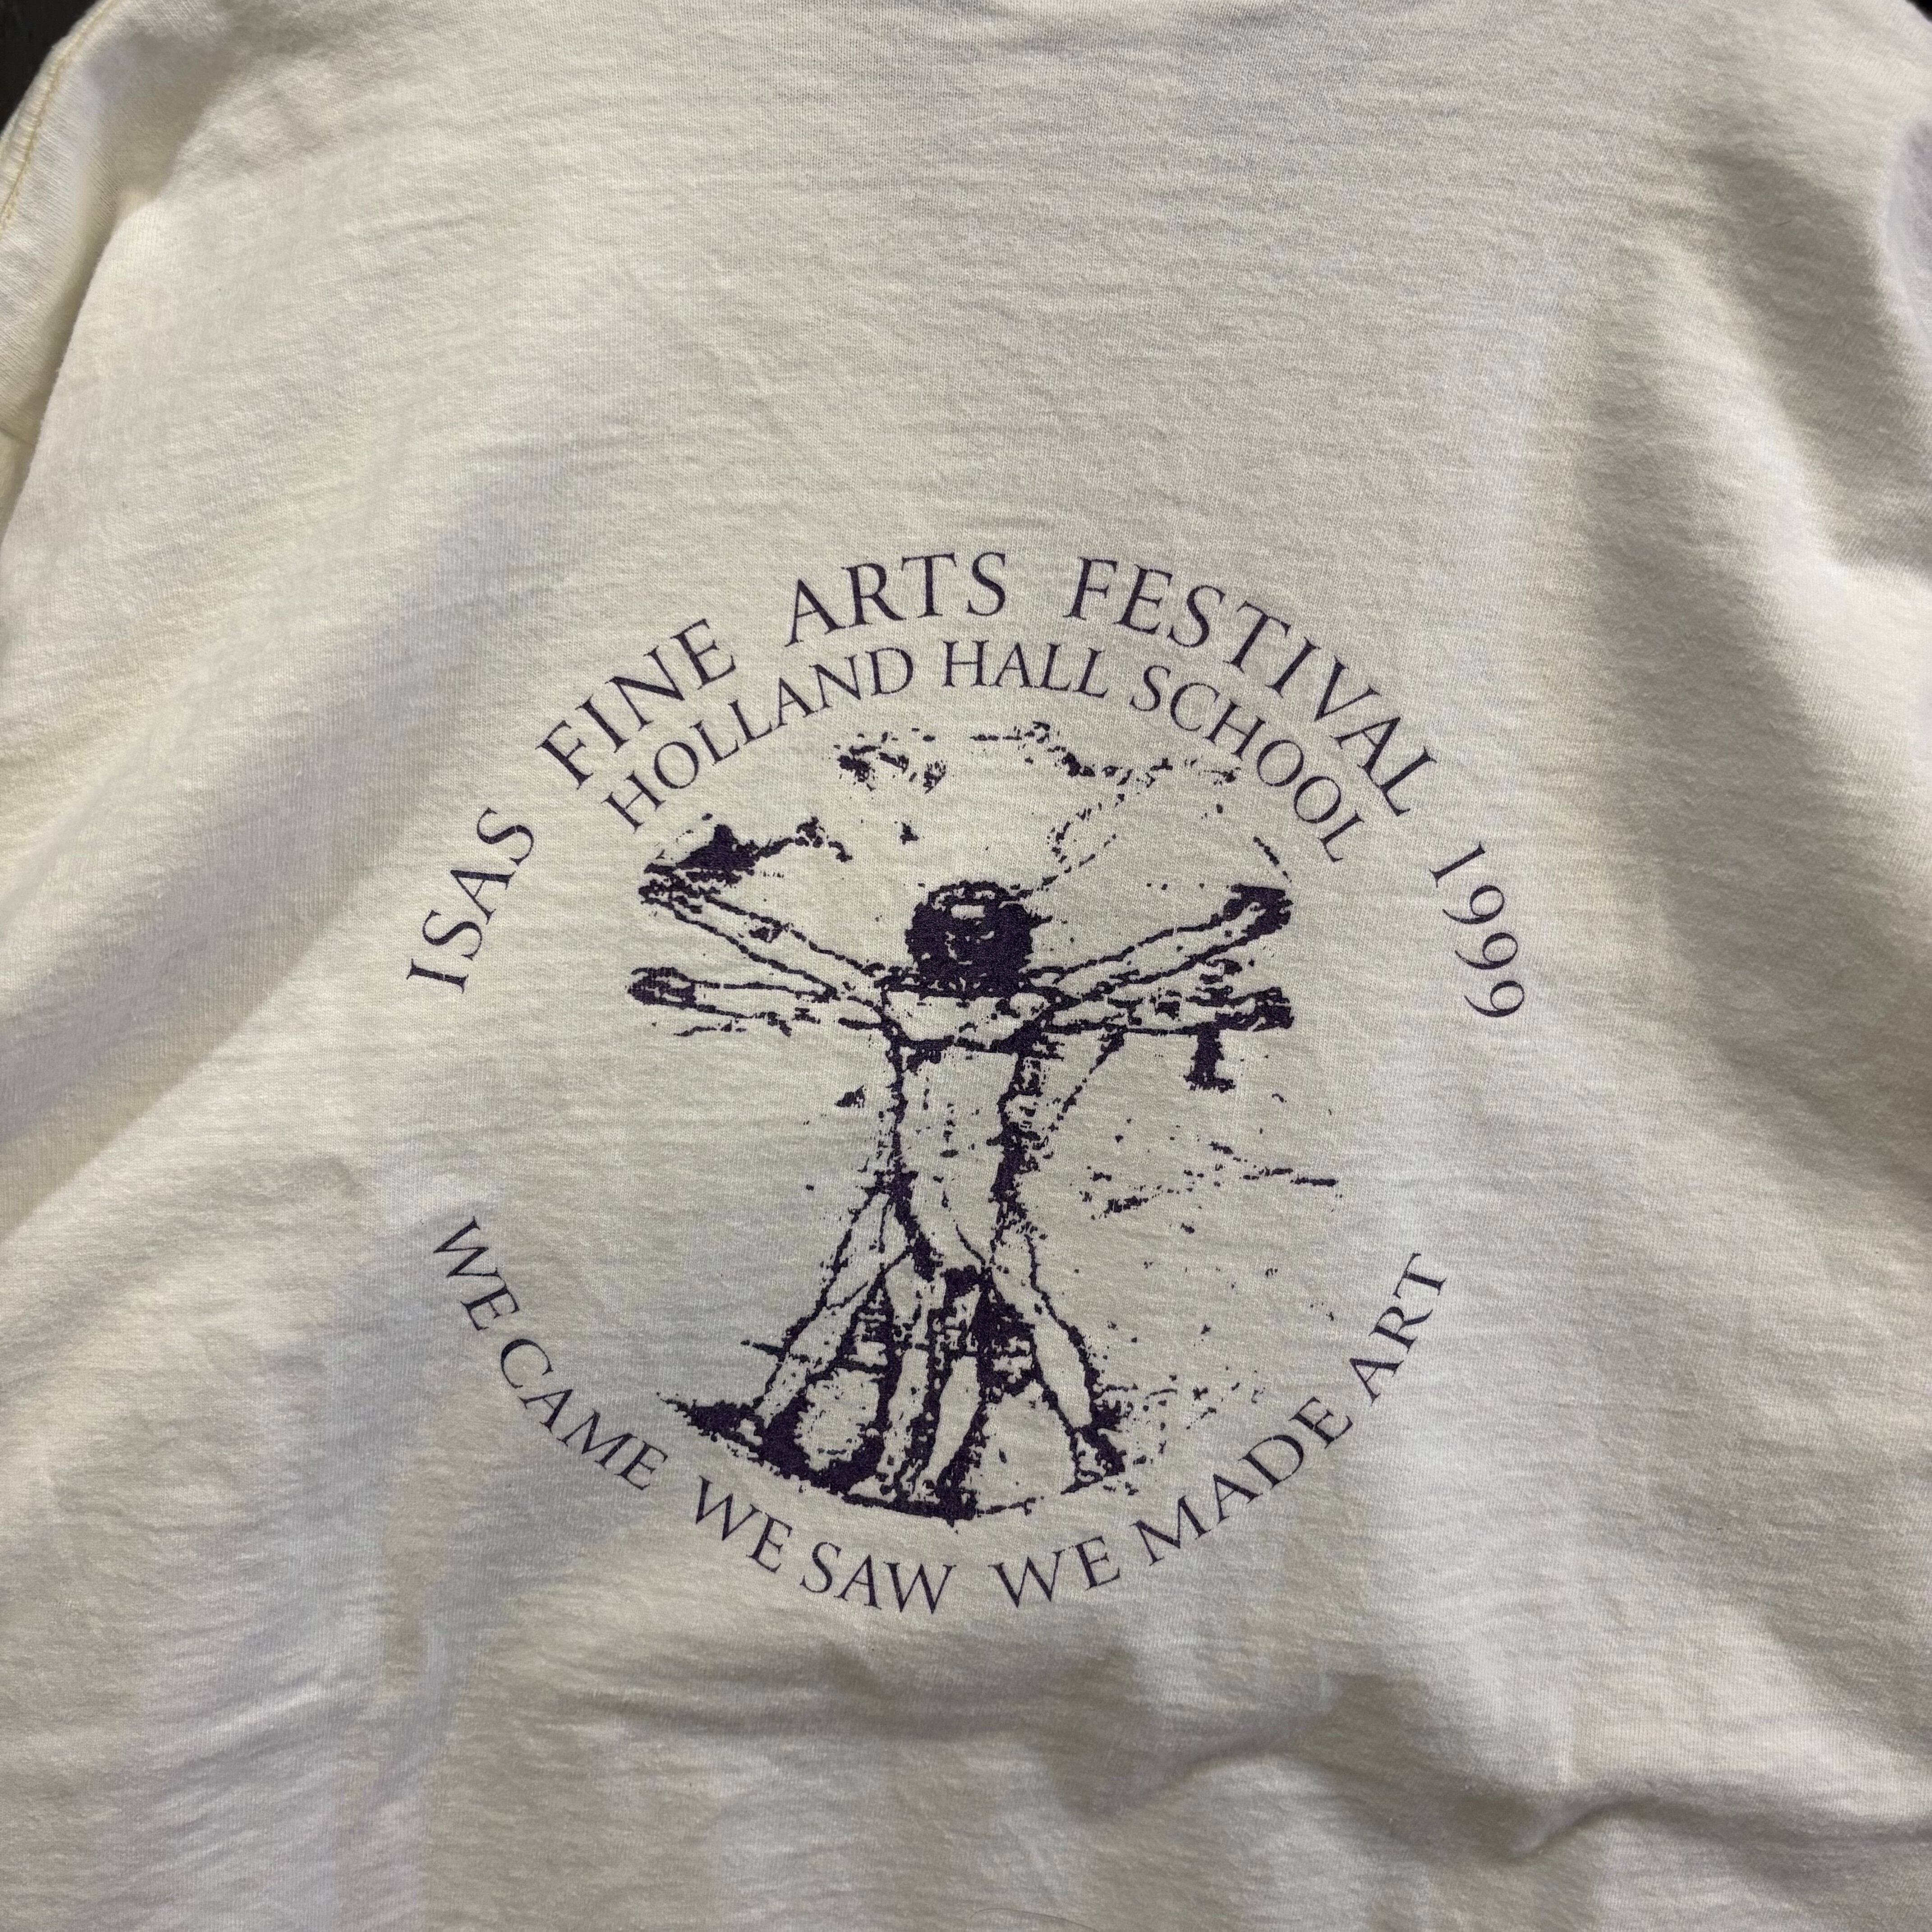 ISAS FINE ARTS FESTIVAL 1999
HOLLAND HALL SCHOOL
WE CAME WE SAW WE MADE ART